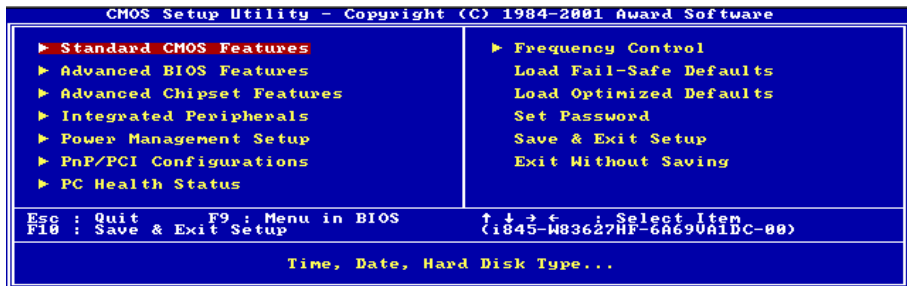 CMOS Setup Utility - Copyright (C) 1984-2001 Award Software
▶ Standard CMOS Features
▶ Advanced BIOS Features
▶ Advanced Chipset Features
▶ Integrated Peripherals
▶ Power Management Setup
▶ PnP/PCI Configurations
▶ PC Health Status
▶ Frequency Control
Load Fail-Safe Defaults
Load Optimized Defaults
Set Password
Save & Exit Setup
Exit Without Saving
Esc : Quit F9 : Menu in BIOS
F10 : Save & Exit Setup
↑ ↓ → ← : Select Item
(i845-W83627HF-6A69VA1DC-00)
Time, Date, Hard Disk Type...